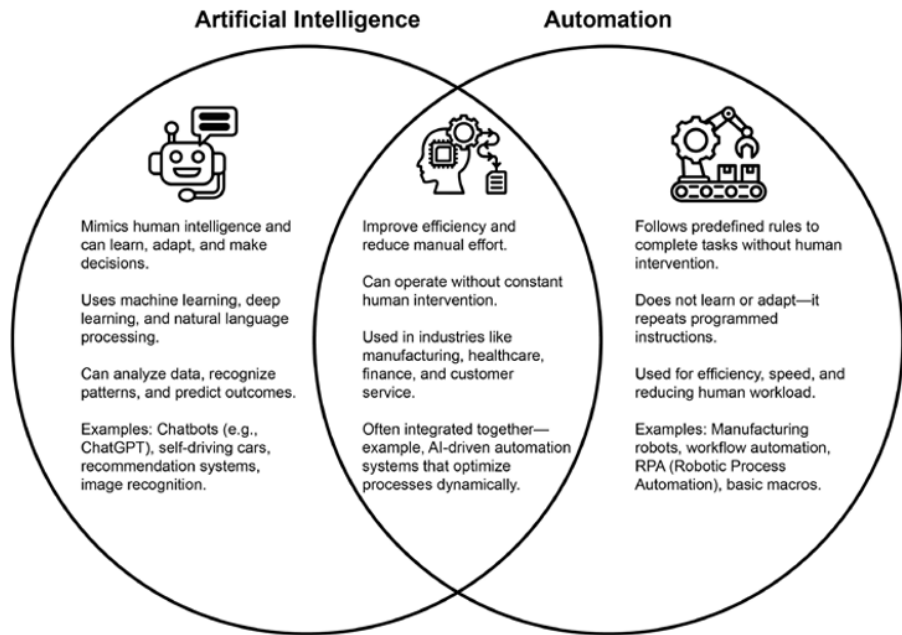 Artificial Intelligence
Automation
Mimics human intelligence and
can learn, adapt, and make
decisions.
Uses machine learning, deep
learning, and natural language
processing.
Can analyze data, recognize
patterns, and predict outcomes.
Examples: Chatbots (e.g.,
ChatGPT), self-driving cars,
recommendation systems,
image recognition.
Improve efficiency and
reduce manual effort.
Can operate without constant
human intervention.
Used in industries like
manufacturing, healthcare,
finance, and customer
service.
Often integrated together—
example, AI-driven automation
systems that optimize
processes dynamically.
Follows predefined rules to
complete tasks without human
intervention.
Does not learn or adapt—it
repeats programmed
instructions.
Used for efficiency, speed, and
reducing human workload.
Examples: Manufacturing
robots, workflow automation,
RPA (Robotic Process
Automation), basic macros.